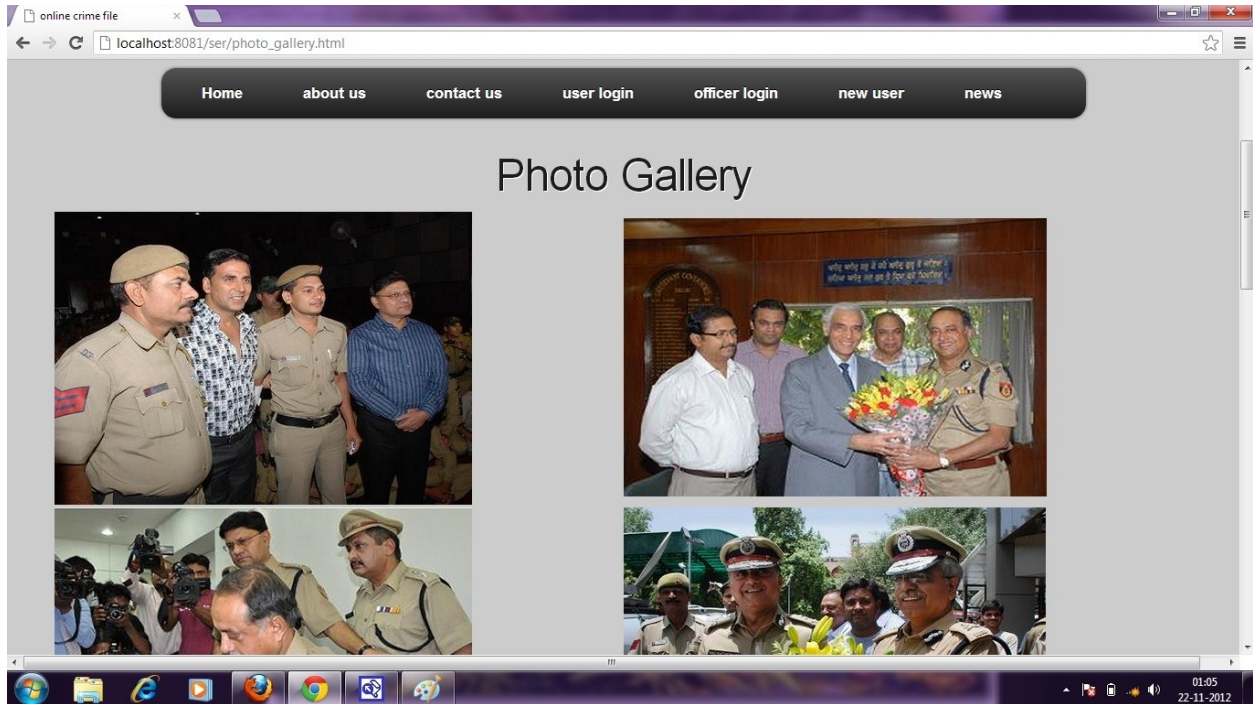 online crime file
localhost:8081/ser/photo_gallery.html
Home about us contact us user login officer login new user news
Photo Gallery
01:05
22-11-2012